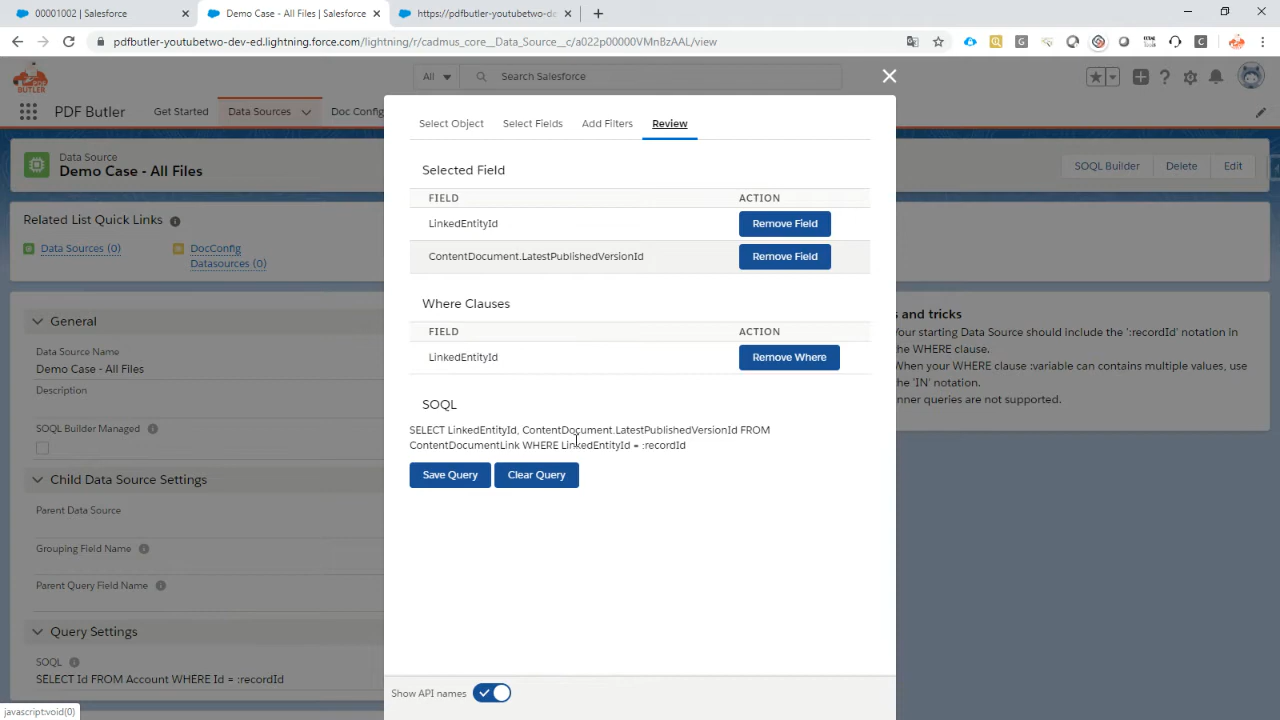 00001002 | Salesforce
Demo Case - All Files | Salesforce
https://pdfbutler-youtubetwo-de
pdfbutler-youtubetwo-dev-ed.lightning.force.com/lightning/r/cadmus_core__Data_Source__c/a022p00000VMnBzAAL/view
BUTLER
All
Search Salesforce
PDF Butler
Get Started
Data Sources
Doc Config
Data Source
Demo Case - All Files
SOQL Builder
Delete
Edit
Related List Quick Links
Data Sources (0)
DocConfig
Datasources (0)
General
Data Source Name
Demo Case - All Files
Description
SOQL Builder Managed
Child Data Source Settings
Parent Data Source
Grouping Field Name
Parent Query Field Name
Query Settings
SOQL
SELECT Id FROM Account WHERE Id = :recordId
javascript:void(0)
Select Object
Select Fields
Add Filters
Review
Selected Field
FIELD ACTION
LinkedEntityId Remove Field
ContentDocument.LatestPublishedVersionId Remove Field
Where Clauses
FIELD ACTION
LinkedEntityId Remove Where
SOQL
SELECT LinkedEntityId, ContentDocument.LatestPublishedVersionId FROM
ContentDocumentLink WHERE LinkedEntityId = :recordId
Save Query
Clear Query
Show API names
s and tricks
Your starting Data Source should include the ':recordId' notation in
the WHERE clause.
When your WHERE clause :variable can contains multiple values, use
the 'IN' notation.
nner queries are not supported.